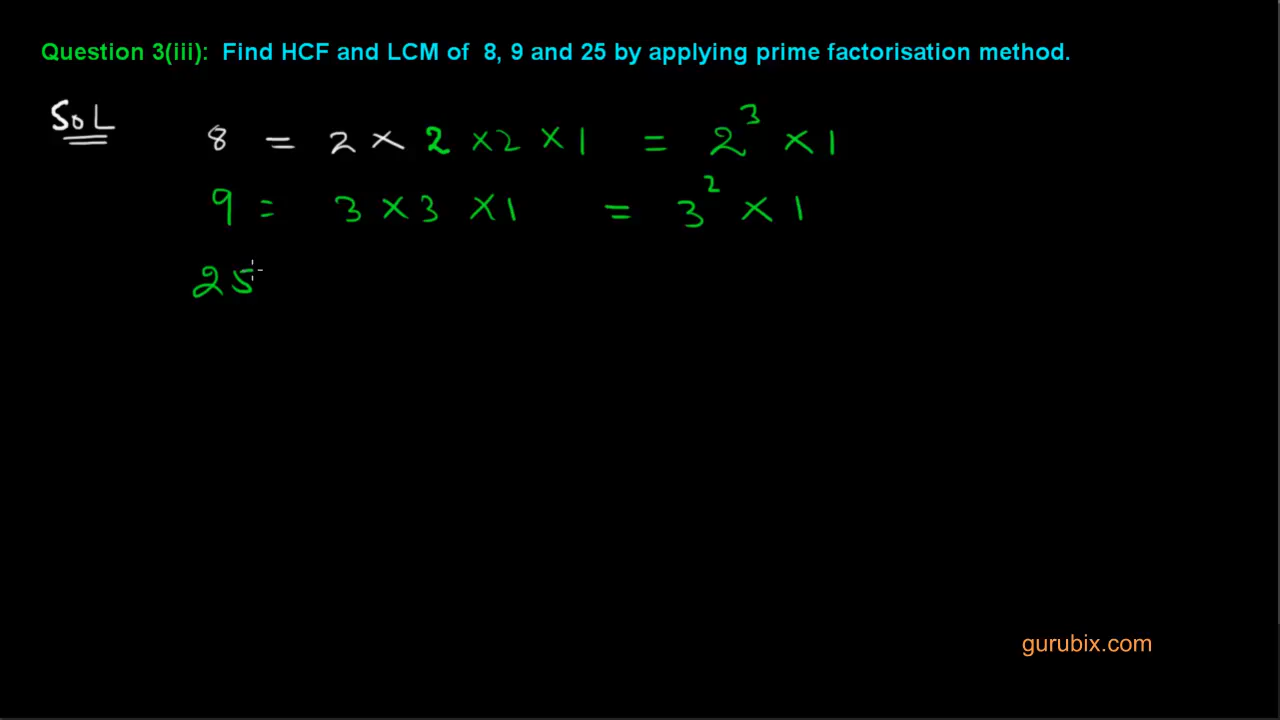 Question 3(iii): Find HCF and LCM of 8, 9 and 25 by applying prime factorisation method.
SoL
8 = 2 × 2 × 2 × 1 = 2³ × 1
9 = 3 × 3 × 1 = 3² × 1
25
gurubix.com